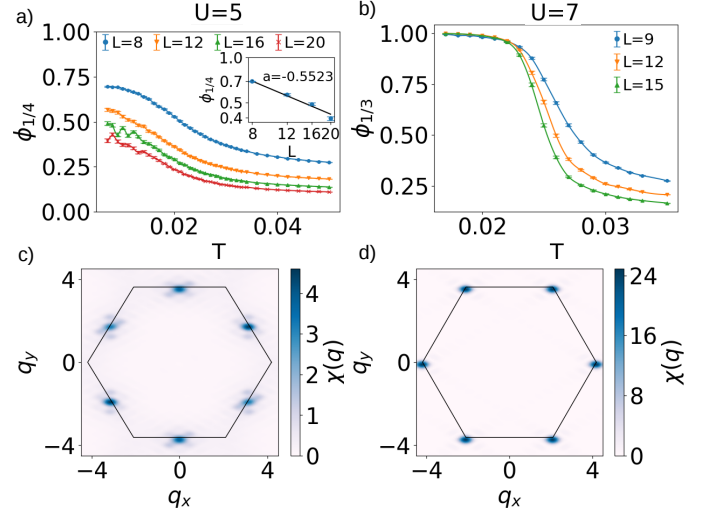 a) U=5
1.00
0.75
0.50
0.25
0.00
ϕ1/4
L=8 L=12 L=16 L=20
ϕ1/4
0.7
0.5
0.4
a=-0.5523
8 12 16 20
L
0.02 0.04
T
b) U=7
1.00
0.75
0.50
0.25
ϕ1/3
L=9
L=12
L=15
0.02 0.03
T
c)
4
0
−4
qy
−4 0 4
qx
4
3
2
1
0
χ(q)
d)
4
0
−4
qy
−4 0 4
qx
24
18
12
6
0
χ(q)